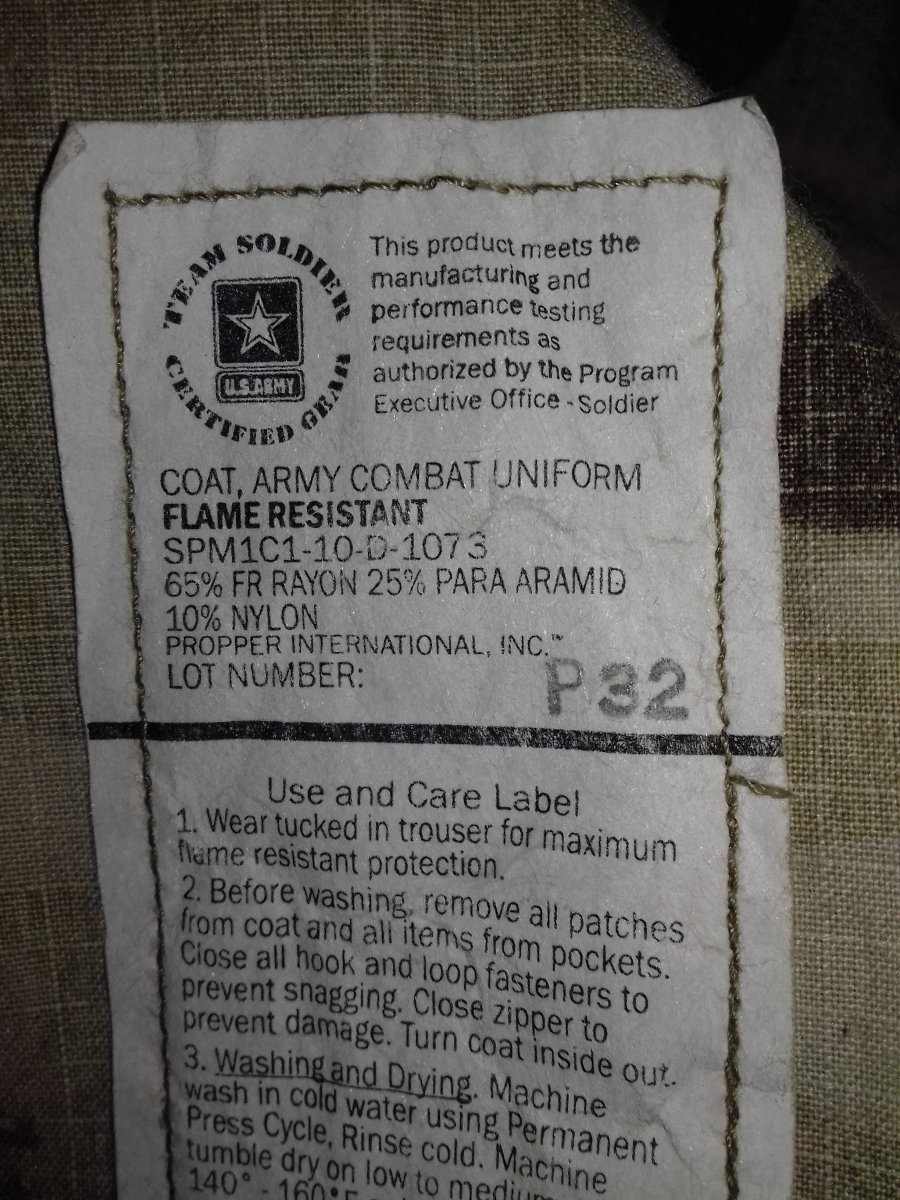 TEAM SOLDIER
CERTIFIED GEAR
U.S.ARMY
This product meets the
manufacturing and
performance testing
requirements as
authorized by the Program
Executive Office - Soldier
COAT, ARMY COMBAT UNIFORM
FLAME RESISTANT
SPM1C1-10-D-1073
65% FR RAYON 25% PARA ARAMID
10% NYLON
PROPPER INTERNATIONAL, INC.™
LOT NUMBER: P32
Use and Care Label
1. Wear tucked in trouser for maximum
flame resistant protection.
2. Before washing, remove all patches
from coat and all items from pockets.
Close all hook and loop fasteners to
prevent snagging. Close zipper to
prevent damage. Turn coat inside out.
3. Washing and Drying. Machine
wash in cold water using Permanent
Press Cycle, Rinse cold. Machine
tumble dry on low to medium
140° - 160°F